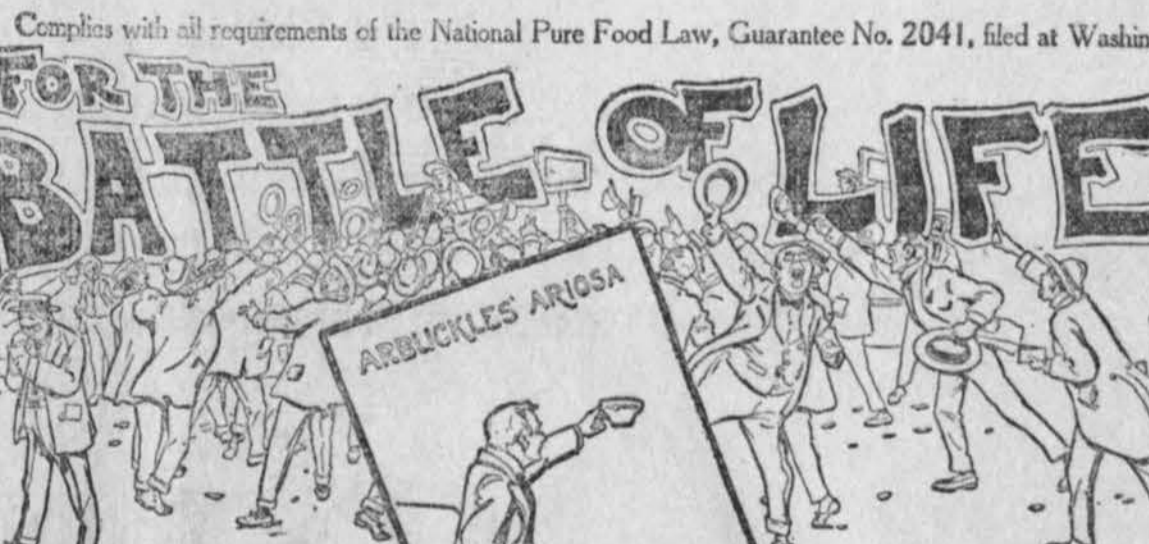 Complies with all requirements of the National Pure Food Law, Guarantee No. 2041, filed at
FOR THE
BATTLE OF LIFE
ARBUCKLES' ARIOSA